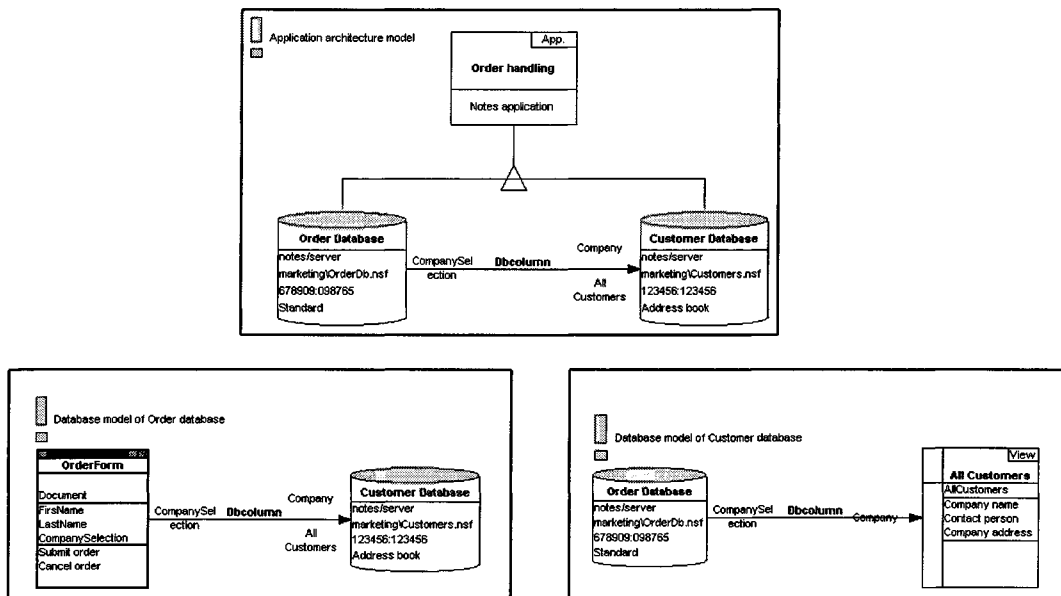 Application architecture model
App.
Order handling
Notes application
Order Database
notes/server
marketing\OrderDb.nsf
678909:098765
Standard
CompanySel
ection
Dbcolumn
Company
All
Customers
Customer Database
notes/server
marketing\Customers.nsf
123456:123456
Address book
Database model of Order database
OrderForm
Document
FirsName
LastName
CompanySelection
Submit order
Cancel order
CompanySel
ection
Dbcolumn
Company
All
Customers
Customer Database
notes/server
marketing\Customers.nsf
123456:123456
Address book
Database model of Customer database
Order Database
notes/server
marketing\OrderDb.nsf
678909:098765
Standard
CompanySel
ection
Dbcolumn
Company
View
All Customers
AllCustomers
Company name
Contact person
Company address